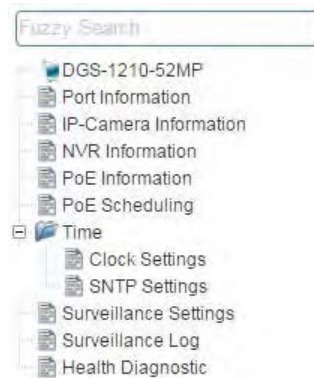 Fuzzy Search
DGS-1210-52MP
Port Information
IP-Camera Information
NVR Information
PoE Information
PoE Scheduling
Time
Clock Settings
SNTP Settings
Surveillance Settings
Surveillance Log
Health Diagnostic